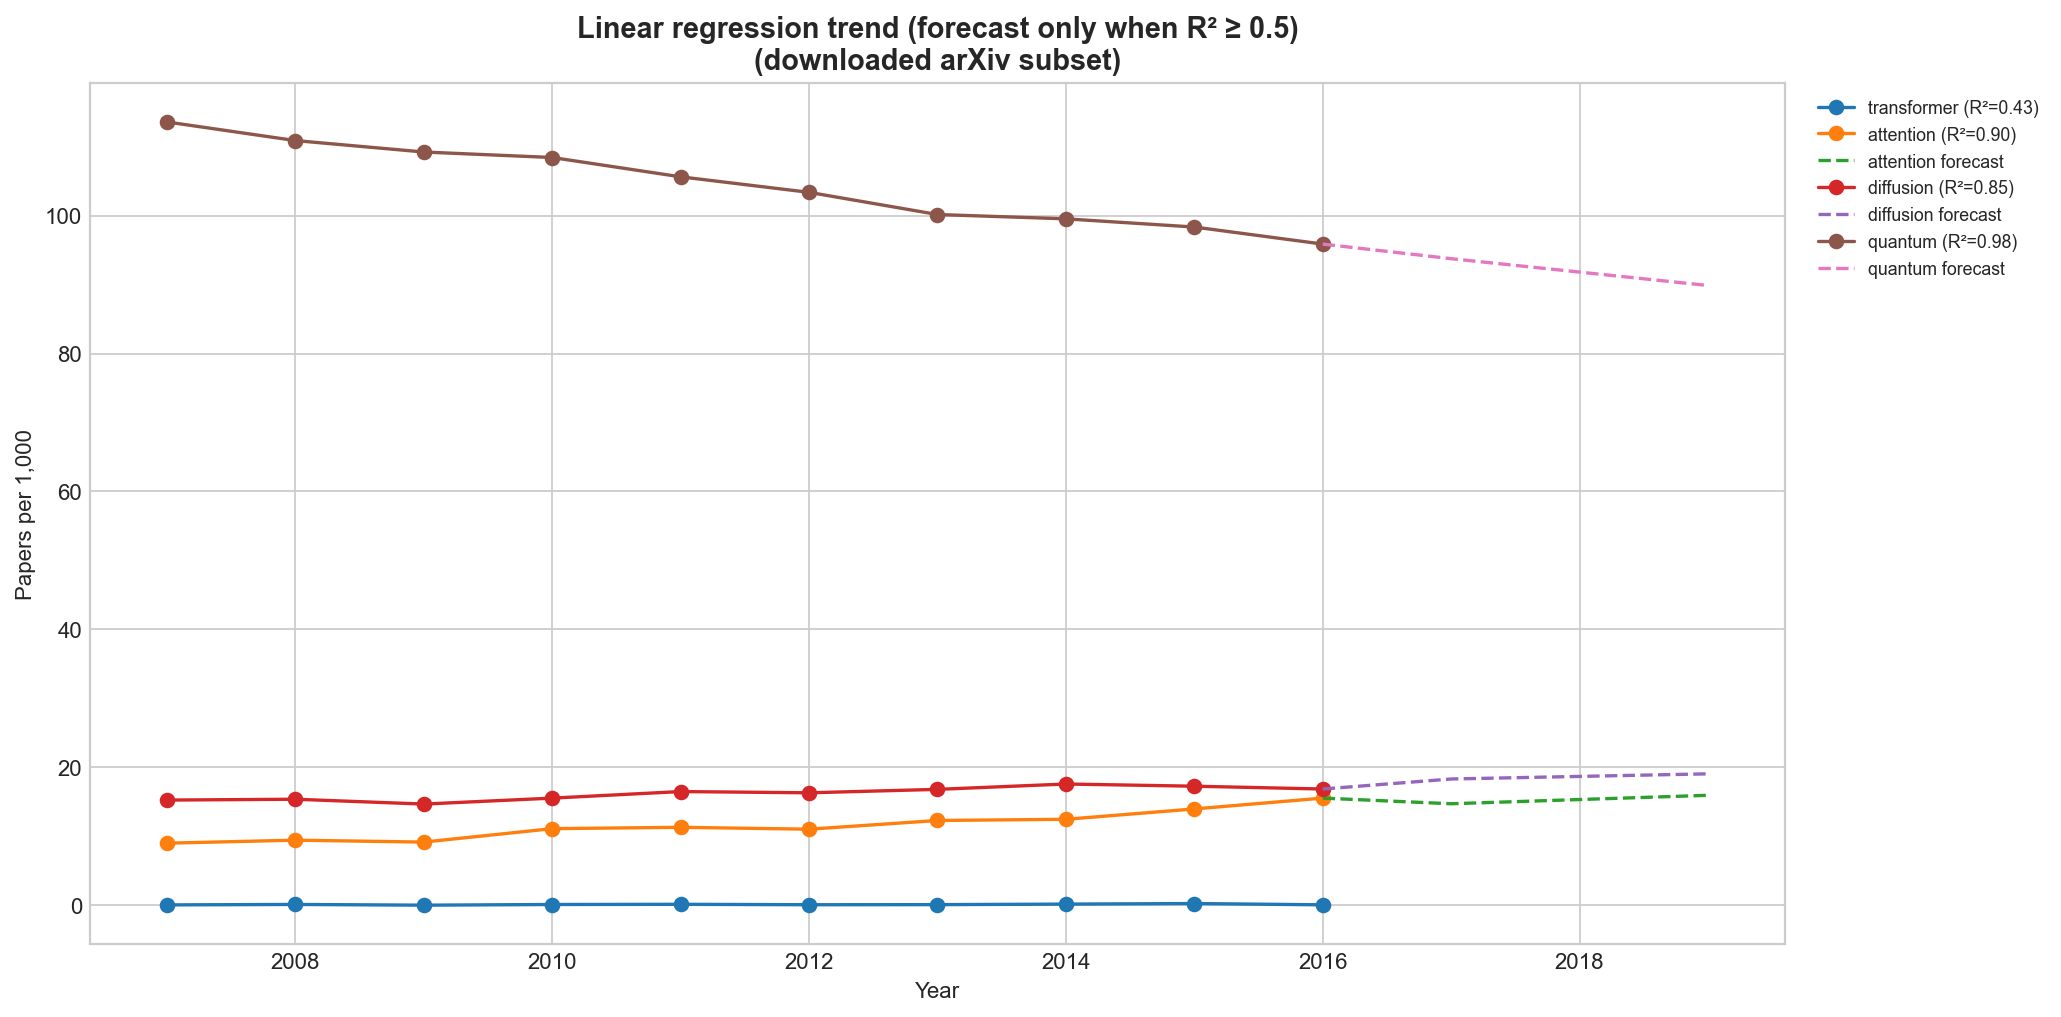 Linear regression trend (forecast only when R² ≥ 0.5)
(downloaded arXiv subset)
transformer (R²=0.43)
attention (R²=0.90)
attention forecast
diffusion (R²=0.85)
diffusion forecast
quantum (R²=0.98)
quantum forecast
Papers per 1,000
100
80
60
40
20
0
2008
2010
2012
2014
2016
2018
Year